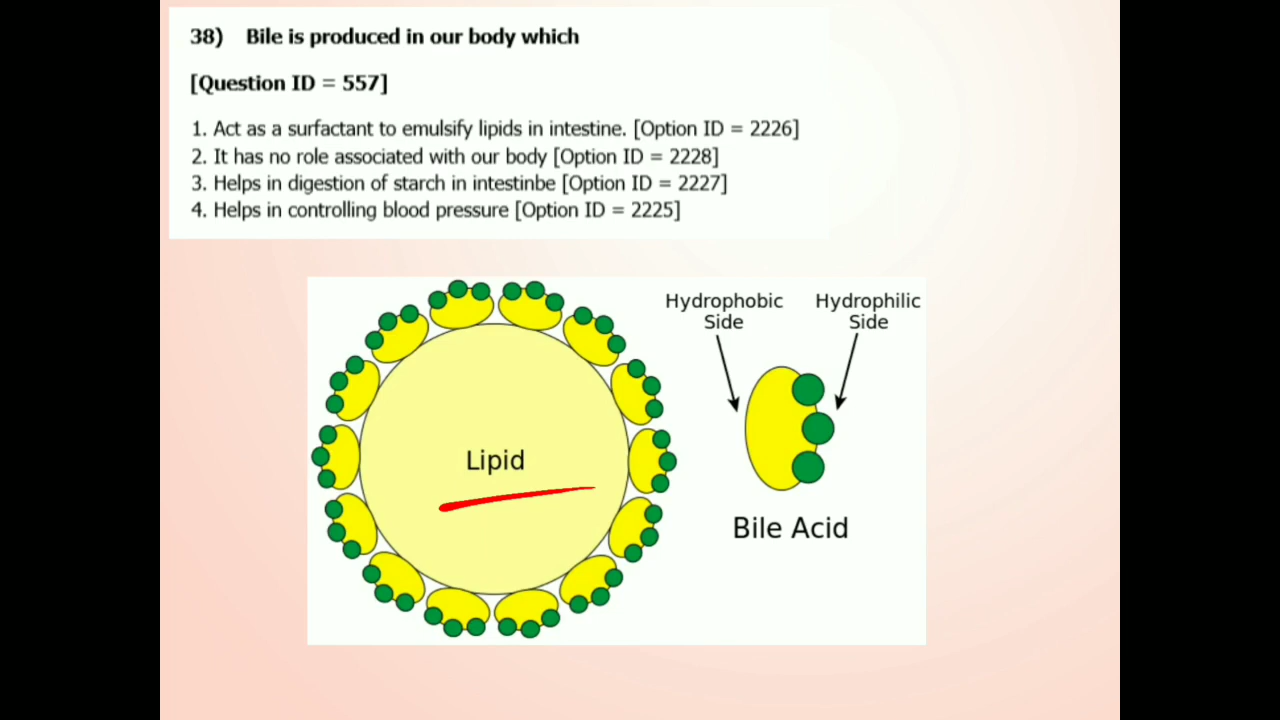 38) Bile is produced in our body which
[Question ID = 557]
1. Act as a surfactant to emulsify lipids in intestine. [Option ID = 2226]
2. It has no role associated with our body [Option ID = 2228]
3. Helps in digestion of starch in intestinbe [Option ID = 2227]
4. Helps in controlling blood pressure [Option ID = 2225]
Hydrophobic
Side
Hydrophilic
Side
Lipid
Bile Acid